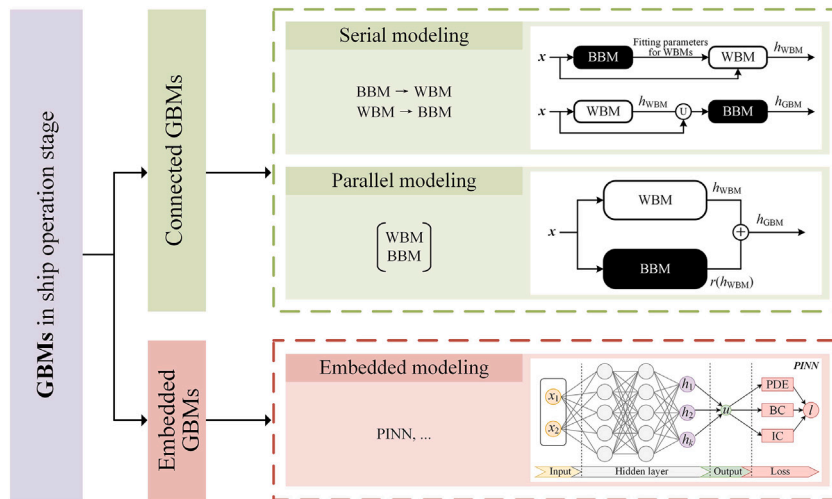 GBMs in ship operation stage
Connected GBMs
Serial modeling
BBM → WBM
WBM → BBM
x
BBM
Fitting parameters
for WBMs
WBM
hWBM
x
WBM
hWBM
U
BBM
hGBM
Parallel modeling
WBM
BBM
x
WBM
hWBM
+
hGBM
BBM
r(hWBM)
Embedded
GBMs
Embedded modeling
PINN, ...
PINN
x1
x2
h1
h2
hk
u
PDE
BC
IC
l
Input
Hidden layer
Output
Loss